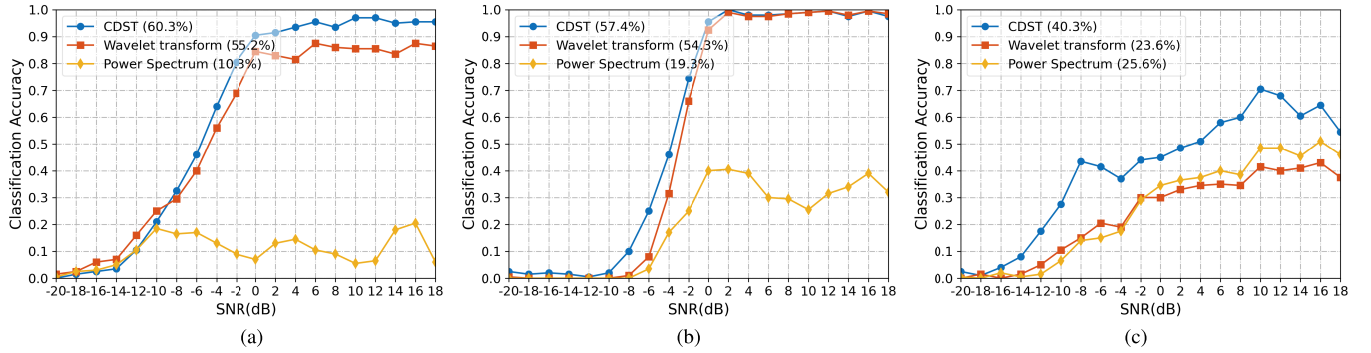 1.0
0.9
0.8
0.7
0.6
0.5
0.4
0.3
0.2
0.1
0.0
Classification Accuracy
CDST (60.3%)
Wavelet transform (55.2%)
Power Spectrum (10.3%)
-20 -18 -16 -14 -12 -10 -8 -6 -4 -2 0 2 4 6 8 10 12 14 16 18
SNR(dB)
(a)
1.0
0.9
0.8
0.7
0.6
0.5
0.4
0.3
0.2
0.1
0.0
Classification Accuracy
CDST (57.4%)
Wavelet transform (54.3%)
Power Spectrum (19.3%)
-20 -18 -16 -14 -12 -10 -8 -6 -4 -2 0 2 4 6 8 10 12 14 16 18
SNR(dB)
(b)
1.0
0.9
0.8
0.7
0.6
0.5
0.4
0.3
0.2
0.1
0.0
Classification Accuracy
CDST (40.3%)
Wavelet transform (23.6%)
Power Spectrum (25.6%)
-20 -18 -16 -14 -12 -10 -8 -6 -4 -2 0 2 4 6 8 10 12 14 16 18
SNR(dB)
(c)